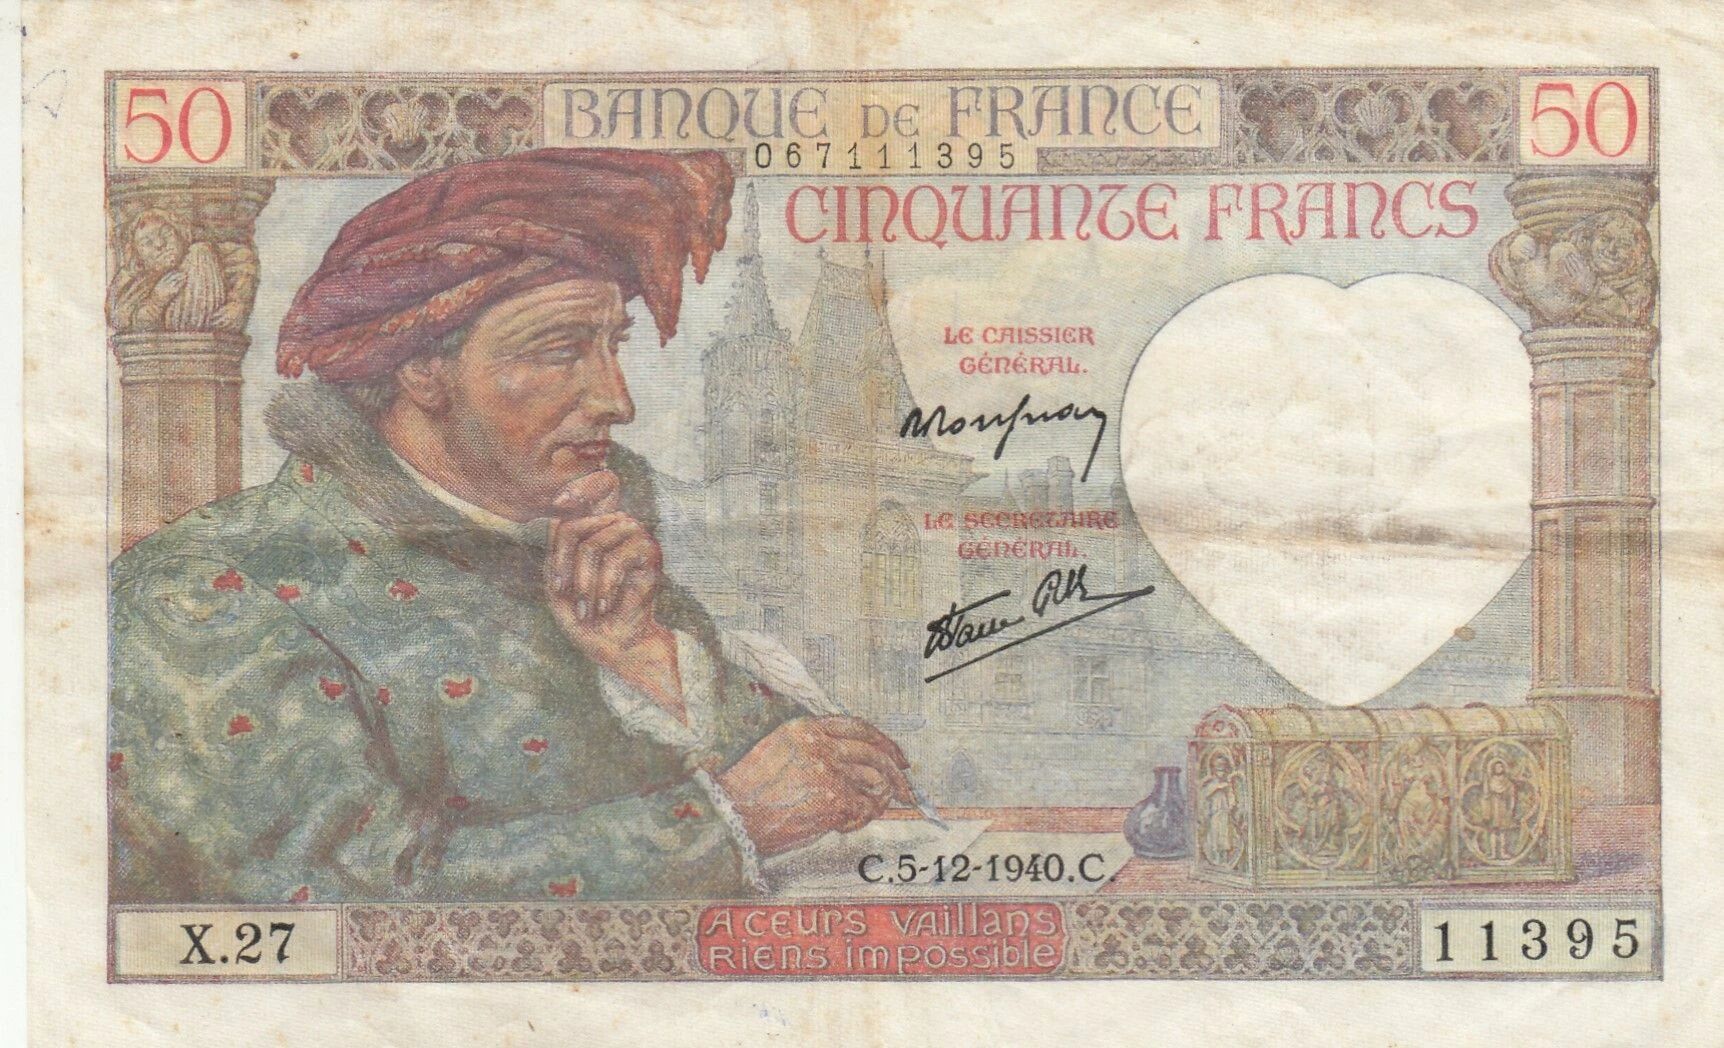 50
BANQUE DE FRANCE
50
067111395
CINQUANTE FRANCS
LE CAISSIER
GÉNÉRAL.
LE SECRETAIRE
GÉNÉRAL.
C.5-12-1940.C.
X.27
A CEURS VAILLANS
RIENS IMPOSSIBLE
11395